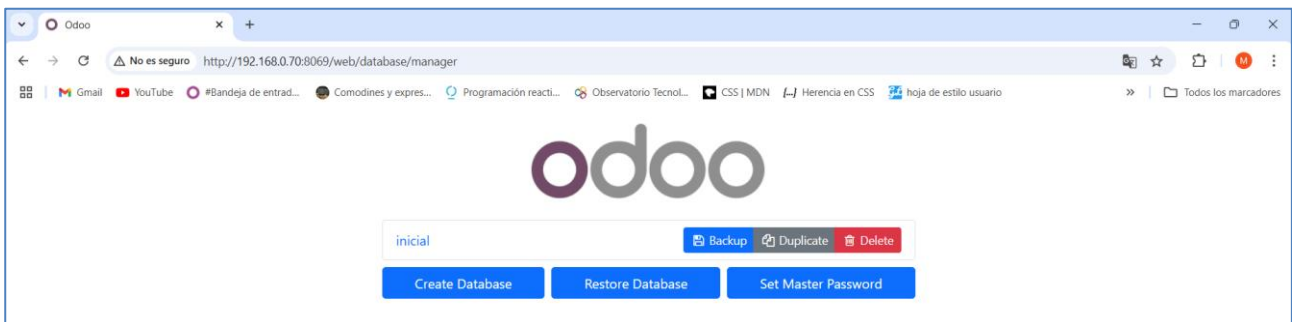 Odoo
No es seguro http://192.168.0.70:8069/web/database/manager
M
Gmail YouTube #Bandeja de entrad... Comodines y expres... Programación reacti... Observatorio Tecnol... CSS | MDN [...] Herencia en CSS hoja de estilo usuario » Todos los marcadores
odoo
inicial Backup Duplicate Delete
Create Database Restore Database Set Master Password